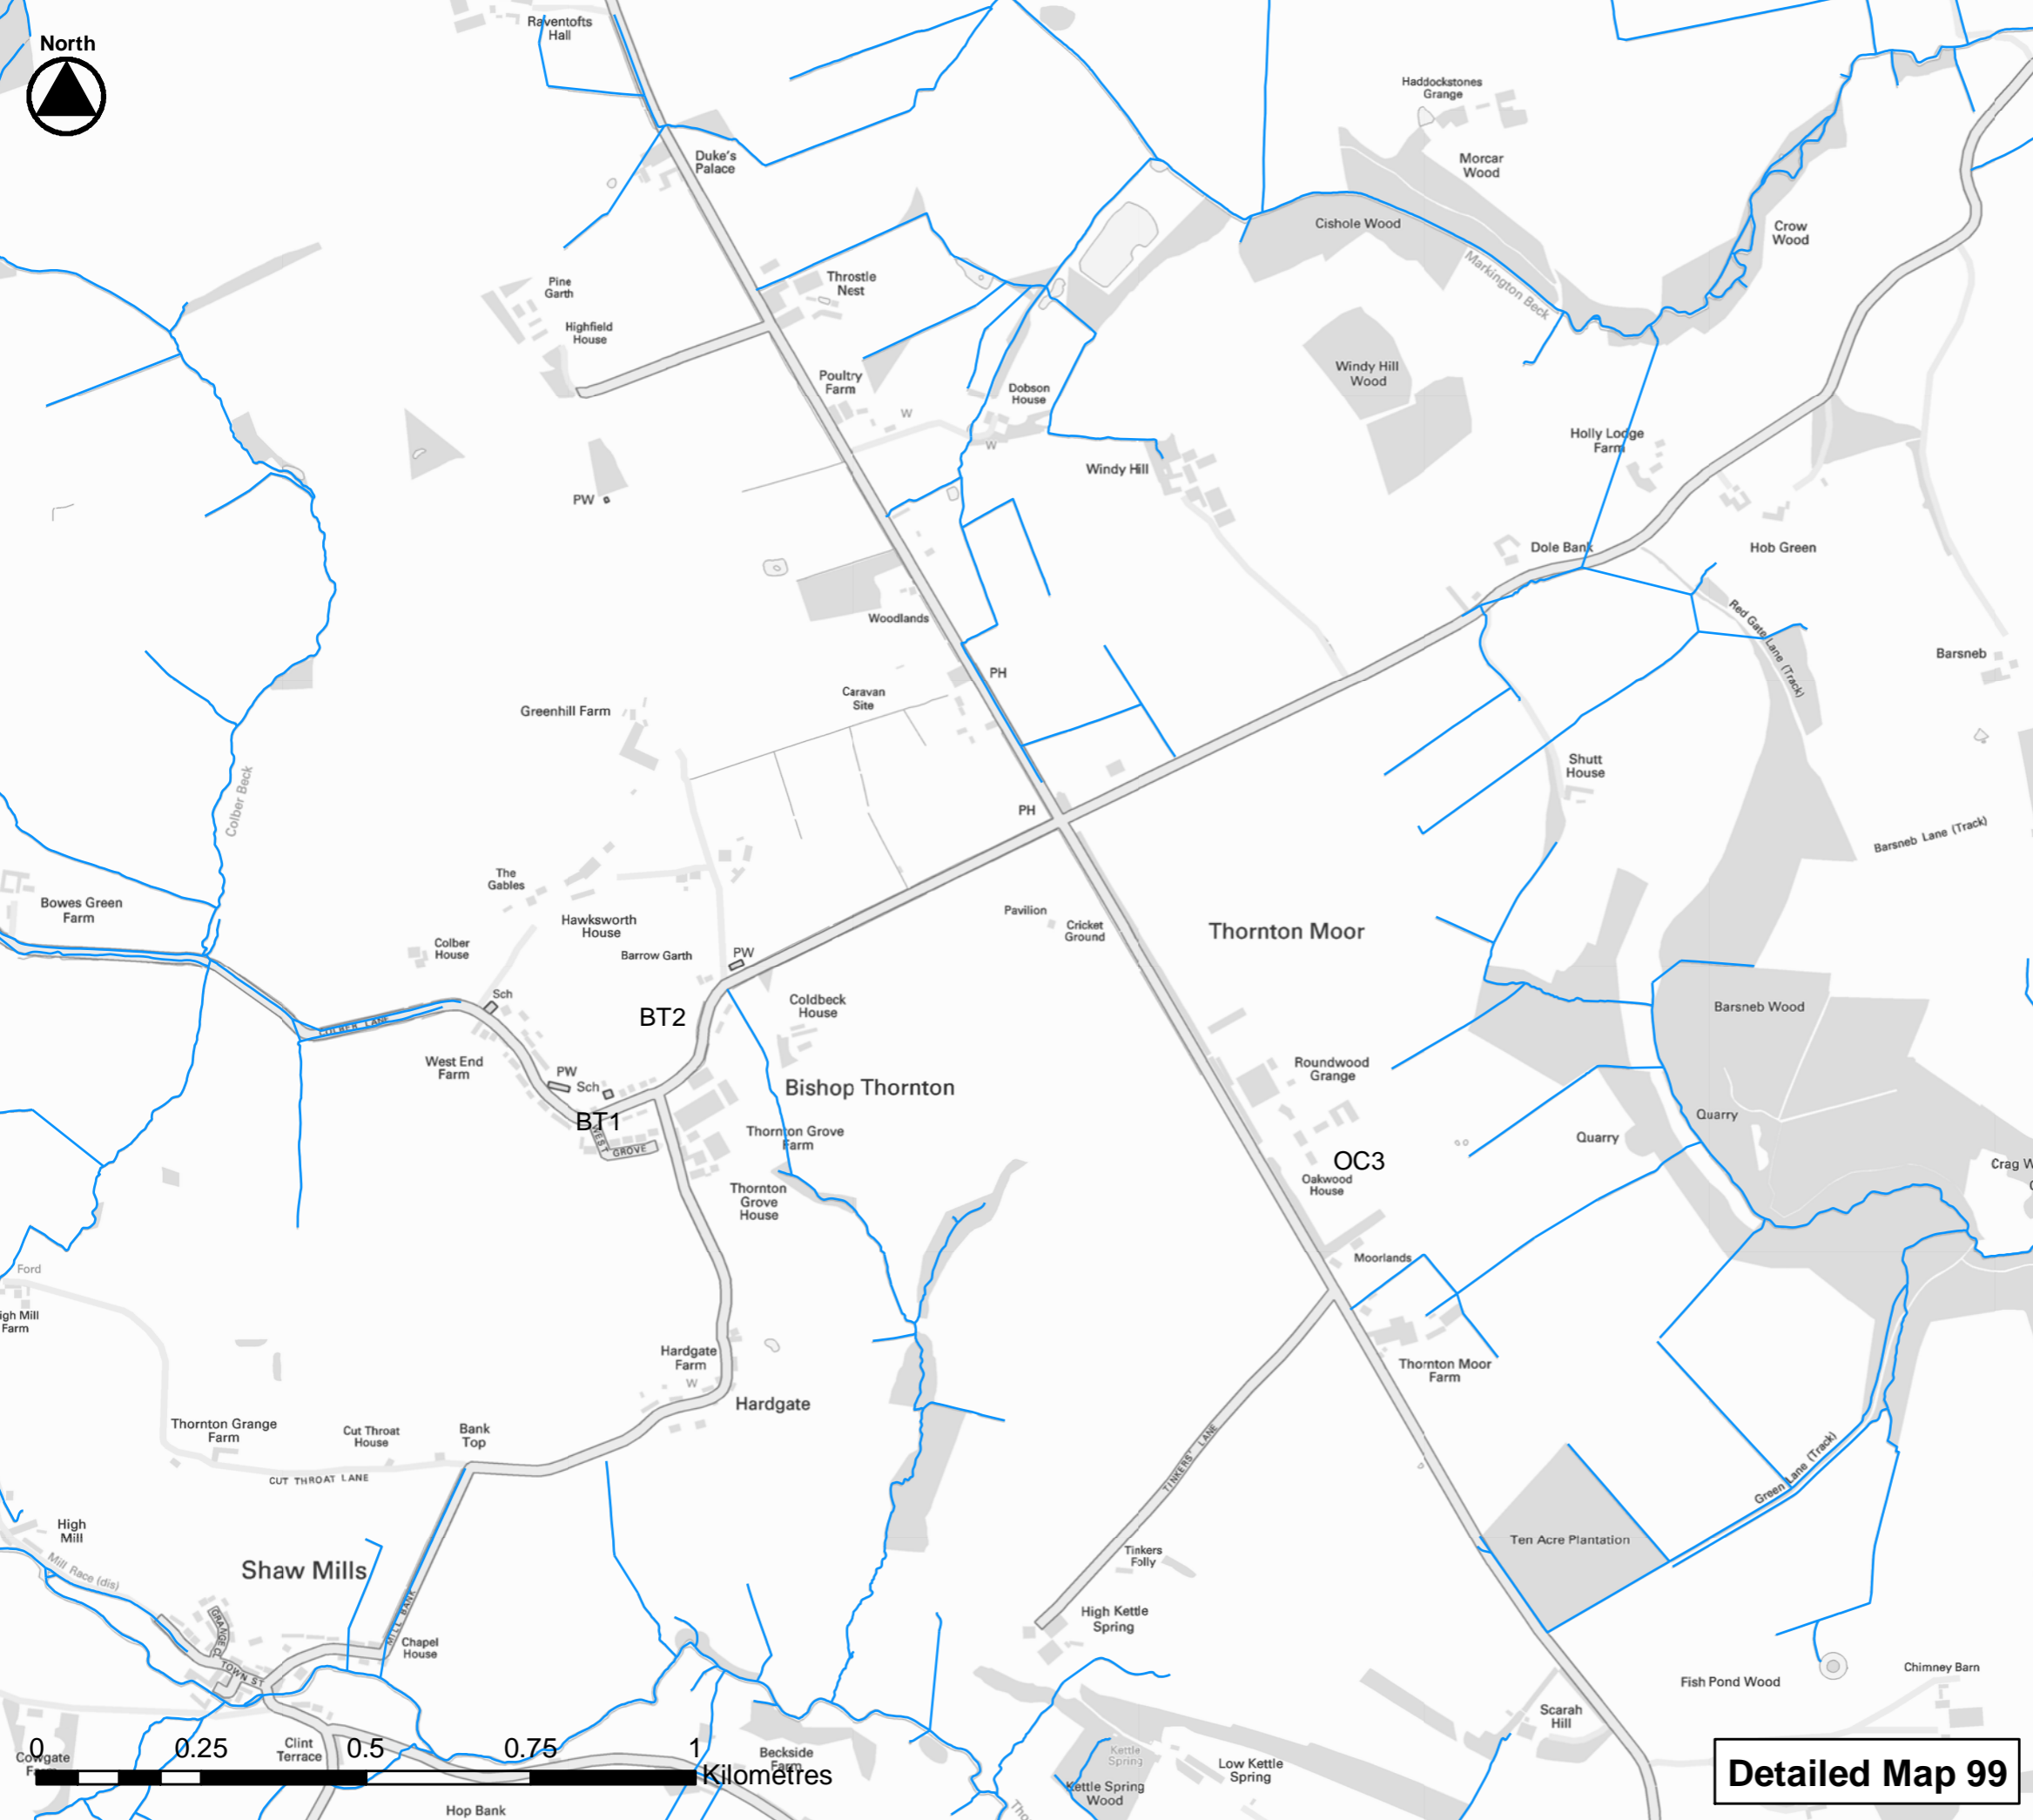 Raventofts
Hall
North
Haddockstones
Grange
Duke's
Palace
Morcar
Wood
Cishole Wood
Crow
Wood
Markington Beck
Pine
Garth
Throstle
Nest
Highfield
House
Poultry
Farm
Windy Hill
Wood
Dobson
House
W
W
Holly Lodge
Farm
Windy Hill
PW
Dole Bank
Hob Green
Woodlands
Red Gate Lane (Track)
Barsneb
PH
Caravan
Site
Greenhill Farm
Colber Beck
Shutt
House
PH
Barsneb Lane (Track)
The
Gables
Bowes Green
Farm
Hawksworth
House
Pavilion
Cricket
Ground
Thornton Moor
Colber
House
Barrow Garth
PW
Sch
Coldbeck
House
BT2
Barsneb Wood
COLBER LANE
West End
Farm
PW
Sch
Bishop Thornton
Roundwood
Grange
BT1
WEST GROVE
Thornton Grove
Farm
Quarry
Quarry
OC3
Oakwood
House
Crag W
Thornton
Grove
House
Moorlands
Ford
igh Mill
Farm
Hardgate
Farm
W
Thornton Moor
Farm
Hardgate
Thornton Grange
Farm
Cut Throat
House
Bank
Top
CUT THROAT LANE
TINKERS' LANE
Green Lane (Track)
High
Mill
Mill Race (dis)
Shaw Mills
Ten Acre Plantation
Tinkers
Folly
MILL BANK
High Kettle
Spring
Chapel
House
TOWN ST
Fish Pond Wood
Chimney Barn
Scarah
Hill
Clint
Terrace
0 0.25 0.5 0.75 1
Kilometres
Cowgate
Farm
Beckside
Farm
Kettle
Spring
Low Kettle
Spring
Kettle Spring
Wood
Detailed Map 99
Hop Bank